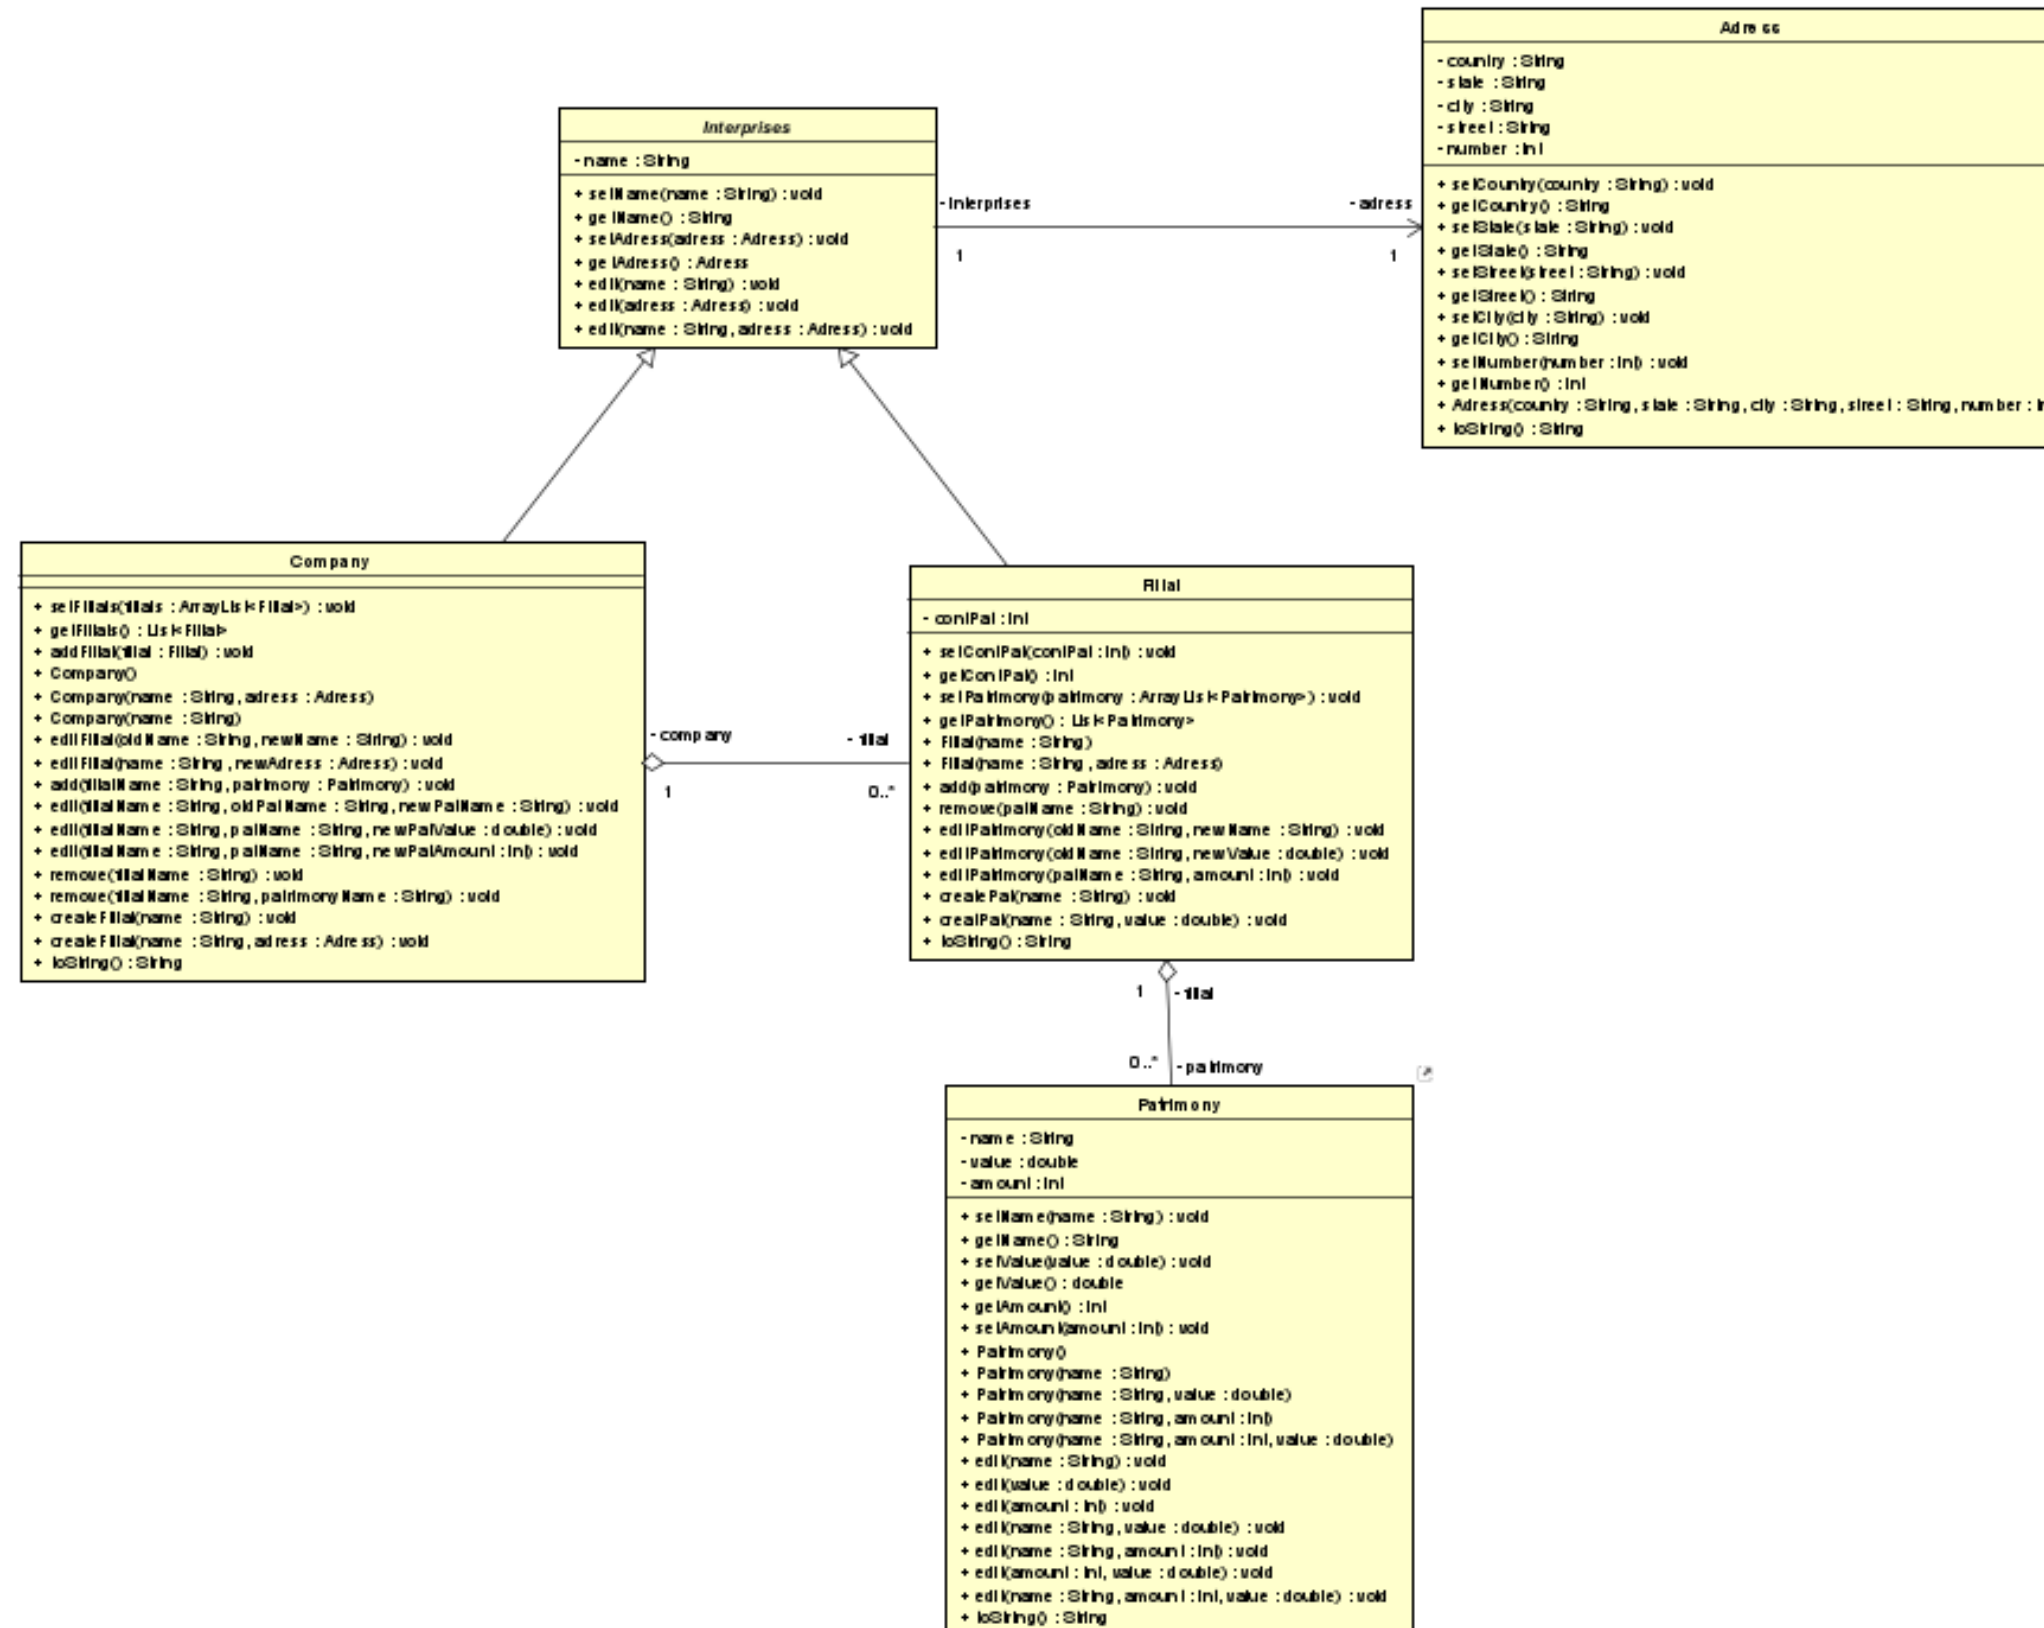 Adress
- country : String
- state : String
- city : String
- street : String
- number : int
+ setCountry(country : String) : void
+ getCountry() : String
+ setState(state : String) : void
+ getState() : String
+ setStreet(street : String) : void
+ getStreet() : String
+ setCity(city : String) : void
+ getCity() : String
+ setNumber(number : int) : void
+ getNumber() : int
+ Adress(country : String, state : String, city : String, street : String, number :
+ toString() : String
Interprises
- name : String
+ setName(name : String) : void
+ getName() : String
+ setAdress(adress : Adress) : void
+ getAdress() : Adress
+ edit(name : String) : void
+ edit(adress : Adress) : void
+ edit(name : String, adress : Adress) : void
- Interprises
- adress
1
1
Company
+ setFilials(filials : ArrayList<Filial>) : void
+ getFilials() : List<Filial>
+ addFilial(filial : Filial) : void
+ Company()
+ Company(name : String, adress : Adress)
+ Company(name : String)
+ editFilial(oldName : String, newName : String) : void
+ editFilial(name : String, newAdress : Adress) : void
+ add(filialName : String, patrimony : Patrimony) : void
+ edit(filialName : String, oldPatName : String, newPatName : String) : void
+ edit(filialName : String, patName : String, newPatValue : double) : void
+ edit(filialName : String, patName : String, newPatAmount : int) : void
+ remove(filialName : String) : void
+ remove(filialName : String, patrimonyName : String) : void
+ createFilial(name : String) : void
+ createFilial(name : String, adress : Adress) : void
+ toString() : String
- company
- filial
1
0..*
Filial
- contPat : int
+ setContPat(contPat : int) : void
+ getContPat() : int
+ setPatrimony(patrimony : ArrayList<Patrimony>) : void
+ getPatrimony() : List<Patrimony>
+ Filial(name : String)
+ Filial(name : String, adress : Adress)
+ add(patrimony : Patrimony) : void
+ remove(patName : String) : void
+ editPatrimony(oldName : String, newName : String) : void
+ editPatrimony(oldName : String, newValue : double) : void
+ editPatrimony(patName : String, amount : int) : void
+ createPat(name : String) : void
+ creatPat(name : String, value : double) : void
+ toString() : String
1
- filial
0..*
- patrimony
Patrimony
- name : String
- value : double
- amount : int
+ setName(name : String) : void
+ getName() : String
+ setValue(value : double) : void
+ getValue() : double
+ getAmount() : int
+ setAmount(amount : int) : void
+ Patrimony()
+ Patrimony(name : String)
+ Patrimony(name : String, value : double)
+ Patrimony(name : String, amount : int)
+ Patrimony(name : String, amount : int, value : double)
+ edit(name : String) : void
+ edit(value : double) : void
+ edit(amount : int) : void
+ edit(name : String, value : double) : void
+ edit(name : String, amount : int) : void
+ edit(amount : int, value : double) : void
+ edit(name : String, amount : int, value : double) : void
+ toString() : String